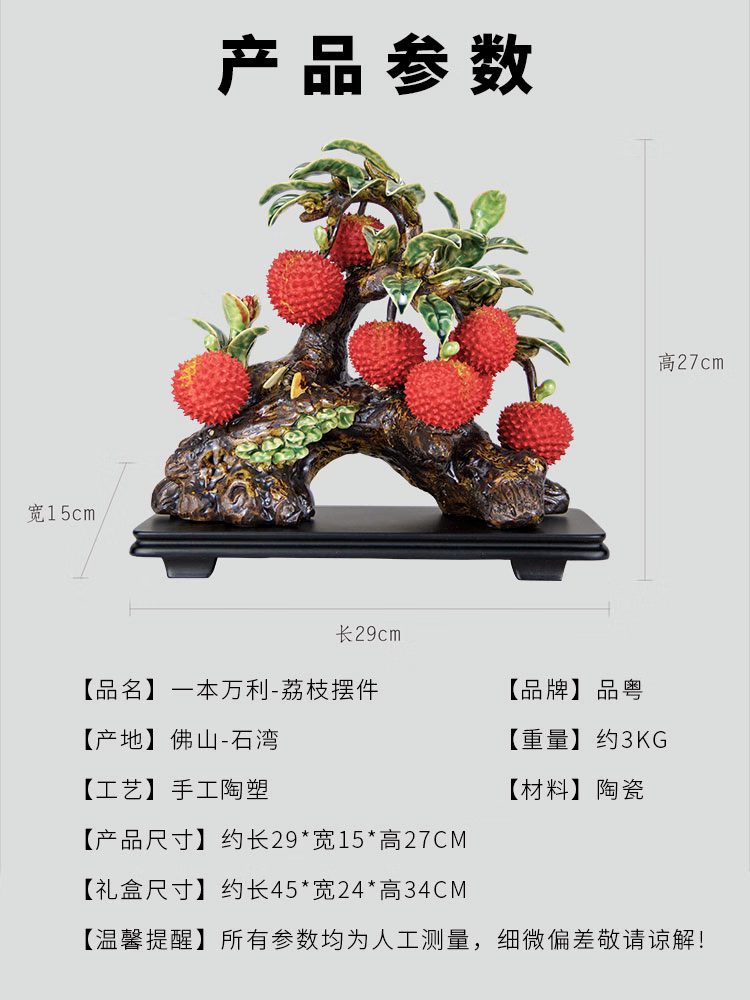 产品参数
高27cm
宽15cm
长29cm
【品名】一本万利-荔枝摆件 【品牌】品粤
【产地】佛山-石湾 【重量】约3KG
【工艺】手工陶塑 【材料】陶瓷
【产品尺寸】约长29*宽15*高27CM
【礼盒尺寸】约长45*宽24*高34CM
【温馨提醒】所有参数均为人工测量，细微偏差敬请谅解!